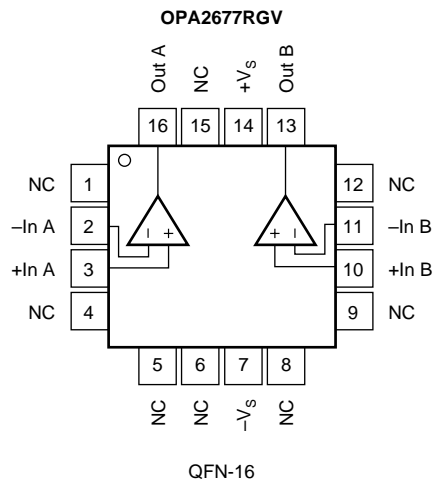 OPA2677RGV
Out A
NC
+VS
Out B
16
15
14
13
NC 1
12 NC
–In A 2
11 –In B
+In A 3
– +
+ –
10 +In B
NC 4
9 NC
5
6
7
8
NC
NC
–VS
NC
QFN-16